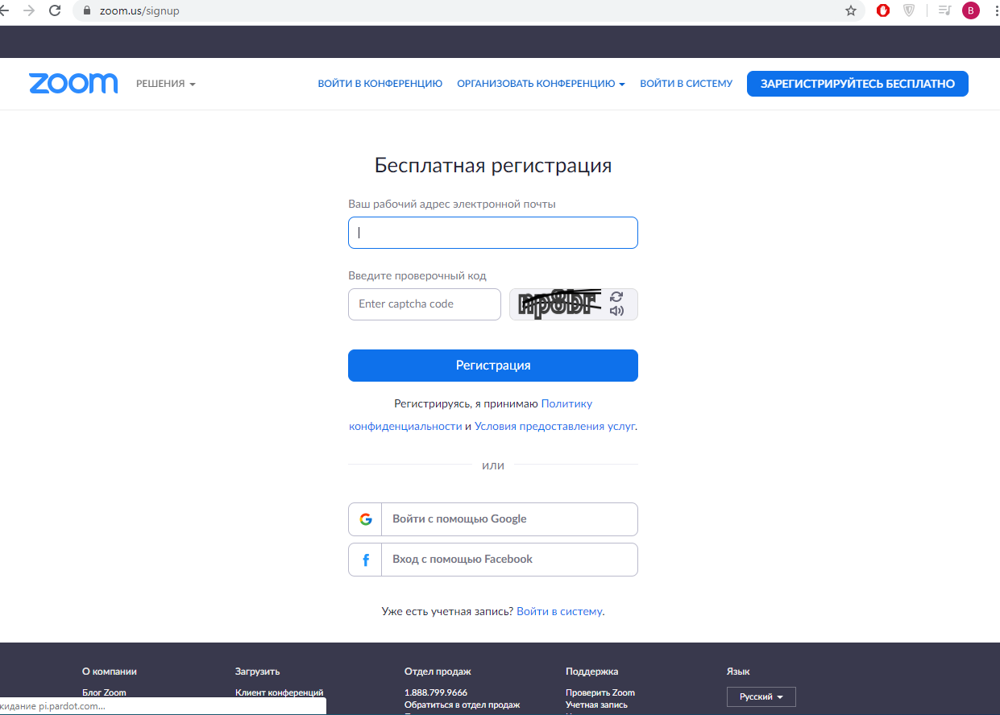 zoom.us/signup
B
zoom
РЕШЕНИЯ
ВОЙТИ В КОНФЕРЕНЦИЮ
ОРГАНИЗОВАТЬ КОНФЕРЕНЦИЮ
ВОЙТИ В СИСТЕМУ
ЗАРЕГИСТРИРУЙТЕСЬ БЕСПЛАТНО
Бесплатная регистрация
Ваш рабочий адрес электронной почты
Введите проверочный код
Enter captcha code
Регистрация
Регистрируясь, я принимаю Политику
конфиденциальности и Условия предоставления услуг.
или
Войти с помощью Google
Вход с помощью Facebook
Уже есть учетная запись? Войти в систему.
О компании
Загрузить
Отдел продаж
Поддержка
Язык
Блог Zoom
Клиент конференций
1.888.799.9666
Проверить Zoom
Русский
Обратиться в отдел продаж
Учетная запись
кидание pi.pardot.com...